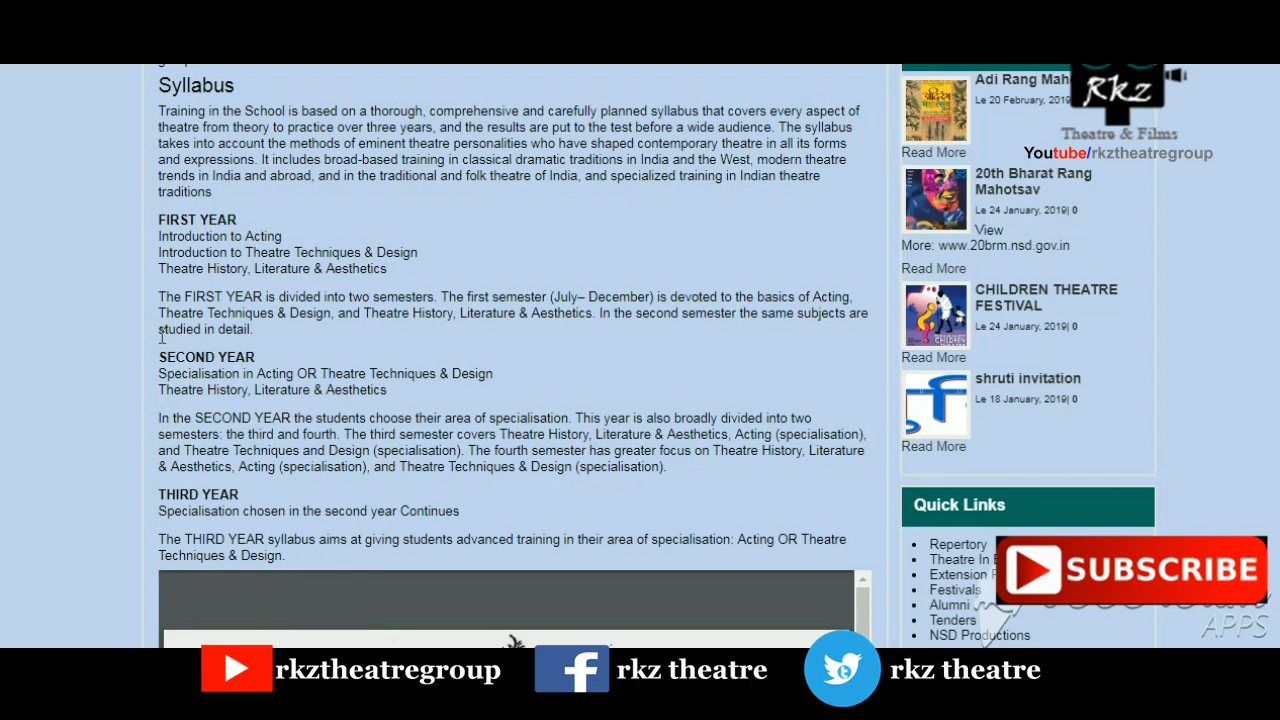 Syllabus
Training in the School is based on a thorough, comprehensive and carefully planned syllabus that covers every aspect of
theatre from theory to practice over three years, and the results are put to the test before a wide audience. The syllabus
takes into account the methods of eminent theatre personalities who have shaped contemporary theatre in all its forms
and expressions. It includes broad-based training in classical dramatic traditions in India and the West, modern theatre
trends in India and abroad, and in the traditional and folk theatre of India, and specialized training in Indian theatre
traditions
FIRST YEAR
Introduction to Acting
Introduction to Theatre Techniques & Design
Theatre History, Literature & Aesthetics
The FIRST YEAR is divided into two semesters. The first semester (July– December) is devoted to the basics of Acting,
Theatre Techniques & Design, and Theatre History, Literature & Aesthetics. In the second semester the same subjects are
studied in detail.
SECOND YEAR
Specialisation in Acting OR Theatre Techniques & Design
Theatre History, Literature & Aesthetics
In the SECOND YEAR the students choose their area of specialisation. This year is also broadly divided into two
semesters: the third and fourth. The third semester covers Theatre History, Literature & Aesthetics, Acting (specialisation),
and Theatre Techniques and Design (specialisation). The fourth semester has greater focus on Theatre History, Literature
& Aesthetics, Acting (specialisation), and Theatre Techniques & Design (specialisation).
THIRD YEAR
Specialisation chosen in the second year Continues
The THIRD YEAR syllabus aims at giving students advanced training in their area of specialisation: Acting OR Theatre
Techniques & Design.
Adi Rang
Le 20 February, 2019
Read More
Rkz
Theatre & Films
Youtube/rkztheatregroup
20th Bharat Rang
Mahotsav
Le 24 January, 2019| 0
View
More: www.20brm.nsd.gov.in
Read More
CHILDREN THEATRE
FESTIVAL
Le 24 January, 2019| 0
Read More
shruti invitation
Le 18 January, 2019| 0
Read More
Quick Links
Repertory
Theatre In
Extension
Festivals
Alumni
Tenders
NSD Productions
SUBSCRIBE
APPS
rkztheatregroup
rkz theatre
rkz theatre